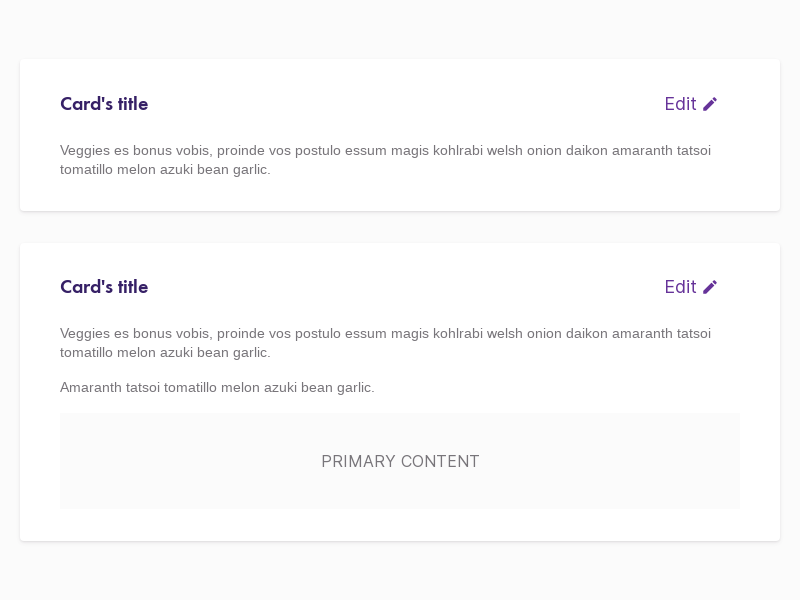 Card's title
Edit
Veggies es bonus vobis, proinde vos postulo essum magis kohlrabi welsh onion daikon amaranth tatsoi
tomatillo melon azuki bean garlic.
Card's title
Edit
Veggies es bonus vobis, proinde vos postulo essum magis kohlrabi welsh onion daikon amaranth tatsoi
tomatillo melon azuki bean garlic.
Amaranth tatsoi tomatillo melon azuki bean garlic.
PRIMARY CONTENT